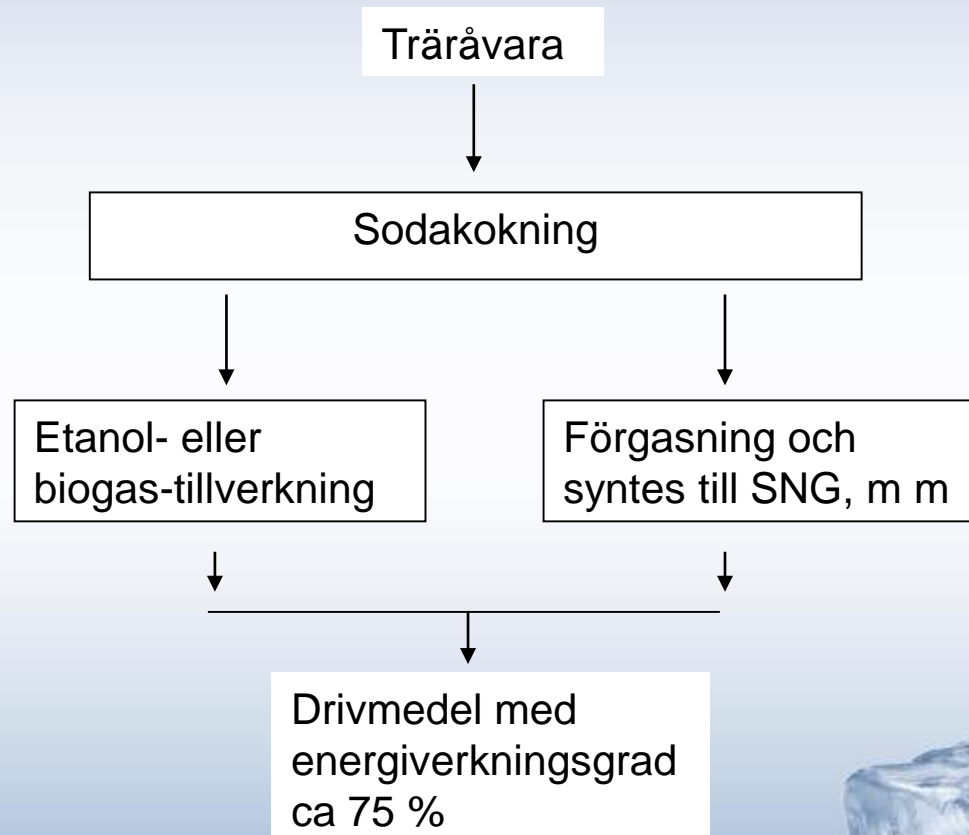 Träråvara
Sodakokning
Etanol- eller
biogas-tillverkning
Förgasning och
syntes till SNG, m m
Drivmedel med
energiverkningsgrad
ca 75 %